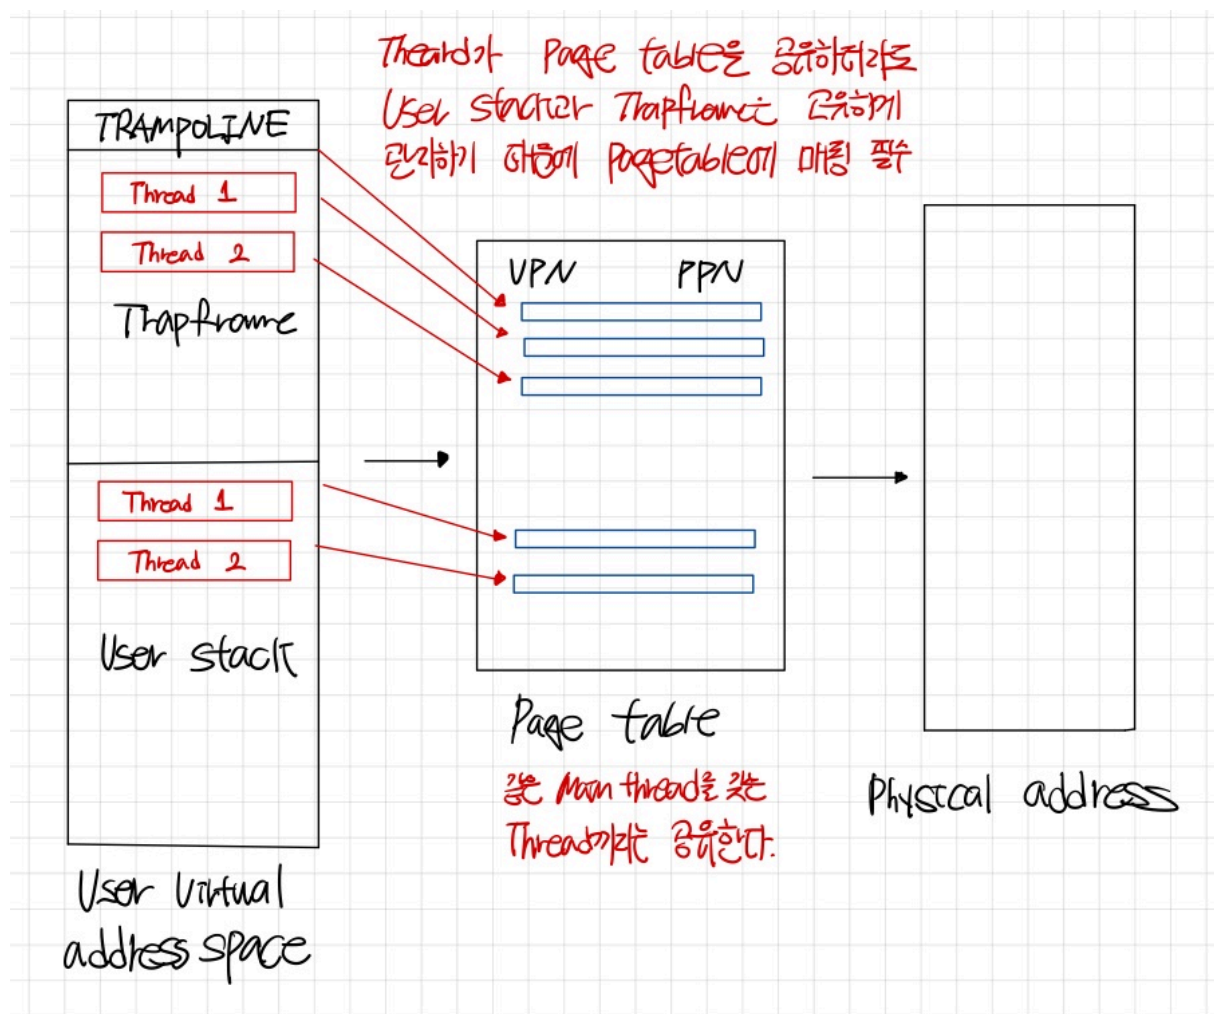 Theard가 Page table을 공유하더라도
User stack과 Trapframe은 고유하게
관리하기 때문에 Pagetable에 매핑 필수
TRAMPOLINE
Thread 1
Thread 2
Trapframe
Thread 1
Thread 2
User stack
User virtual
address space
VPN PPN
Page table
같은 Main thread를 갖는
Thread끼리는 공유한다.
Physical address